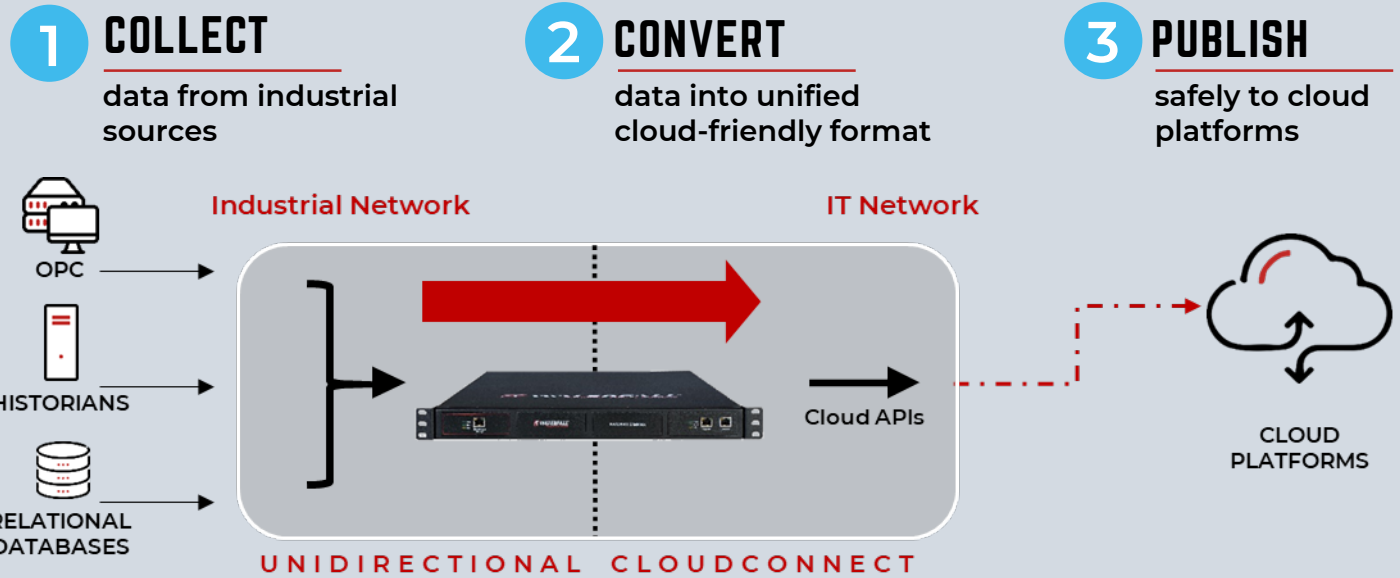 1 COLLECT
data from industrial
sources
2 CONVERT
data into unified
cloud-friendly format
3 PUBLISH
safely to cloud
platforms
Industrial Network
IT Network
OPC
HISTORIANS
RELATIONAL
DATABASES
WATERFALL
Cloud APIs
CLOUD
PLATFORMS
UNIDIRECTIONAL CLOUDCONNECT